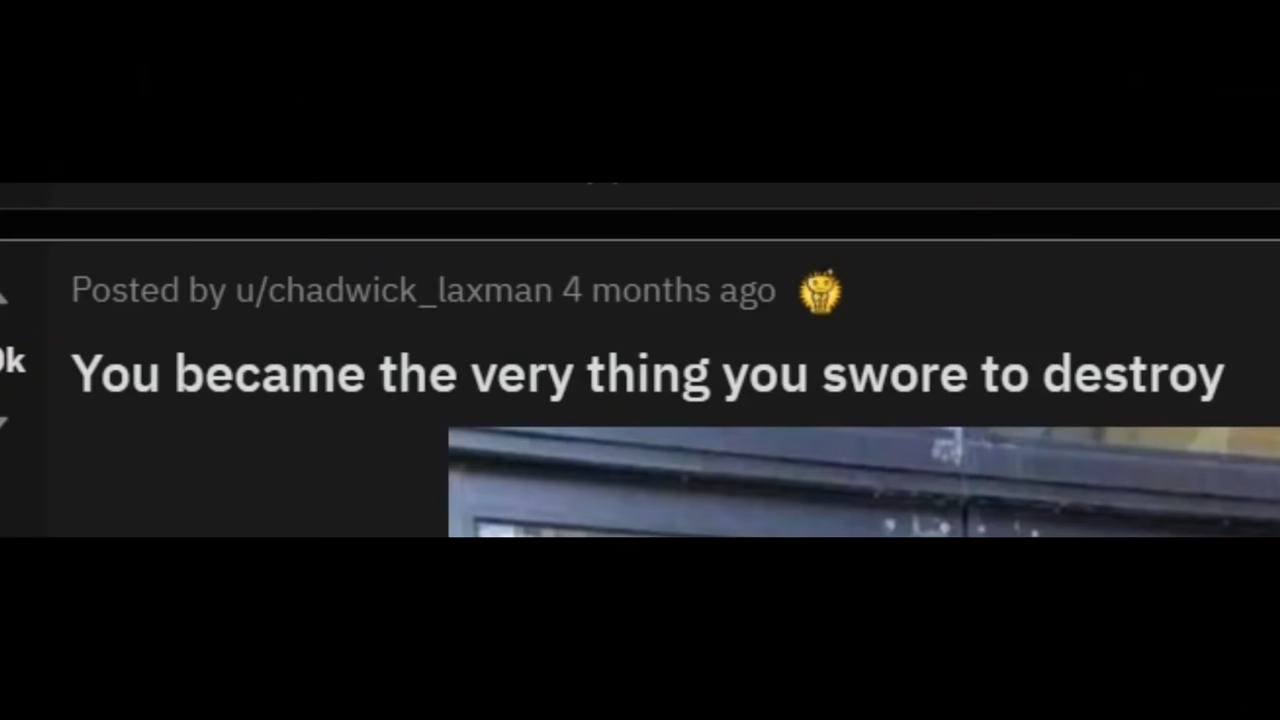 Posted by u/chadwick_laxman 4 months ago
You became the very thing you swore to destroy